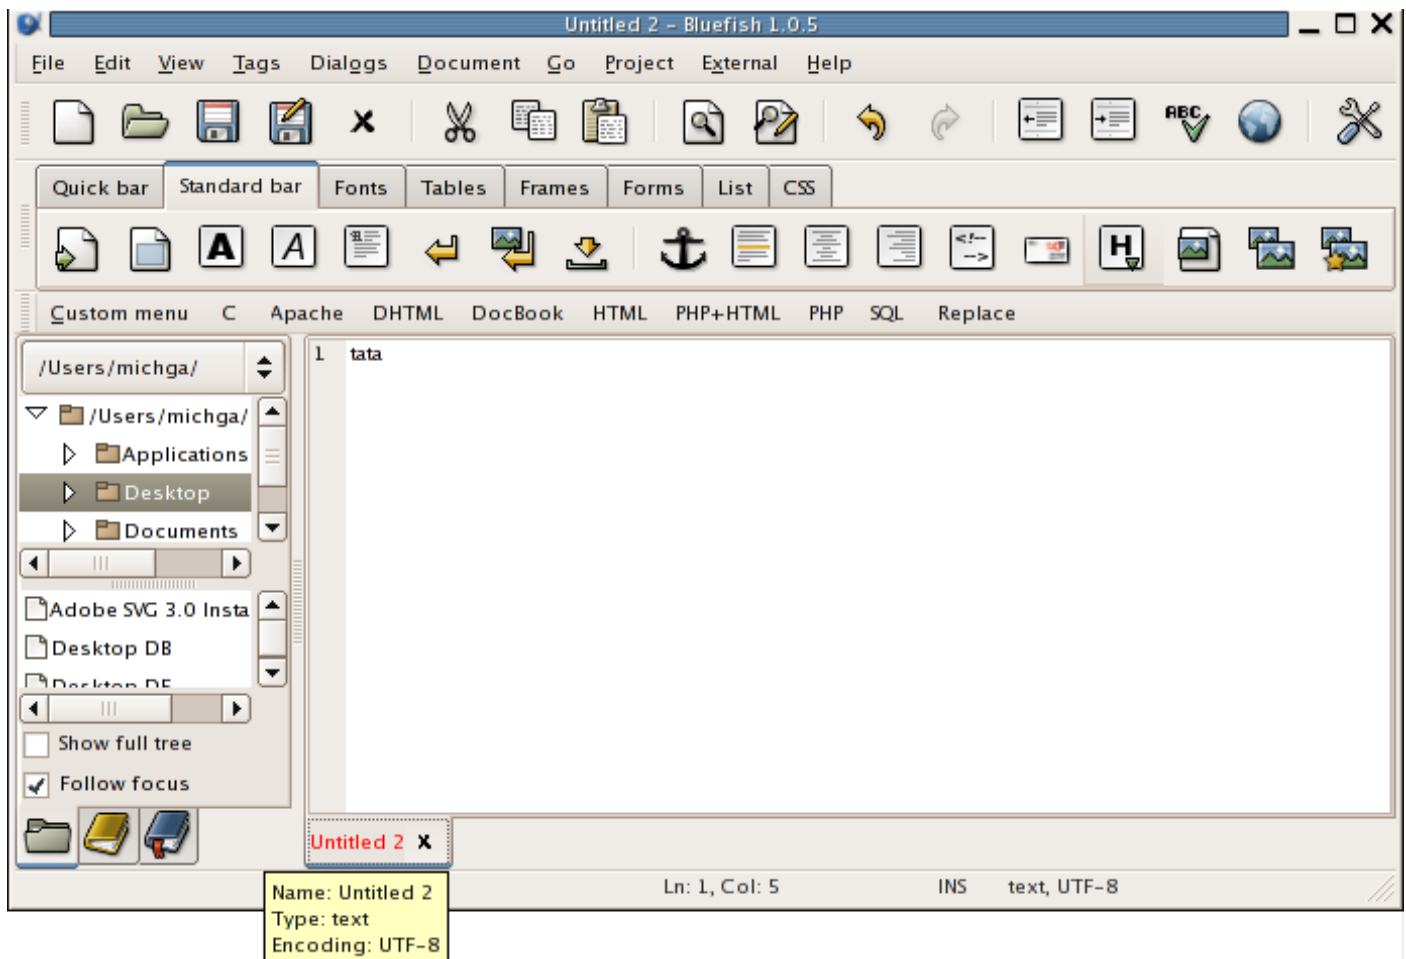 Untitled 2 – Bluefish 1.0.5
File Edit View Tags Dialogs Document Go Project External Help
ABC
Quick bar Standard bar Fonts Tables Frames Forms List CSS
A A <!-- --> H
Custom menu C Apache DHTML DocBook HTML PHP+HTML PHP SQL Replace
/Users/michga/
1 tata
/Users/michga/
Applications
Desktop
Documents
Adobe SVG 3.0 Insta
Desktop DB
Desktop DF
Show full tree
Follow focus
Untitled 2 x
Ln: 1, Col: 5 INS text, UTF-8
Name: Untitled 2
Type: text
Encoding: UTF-8